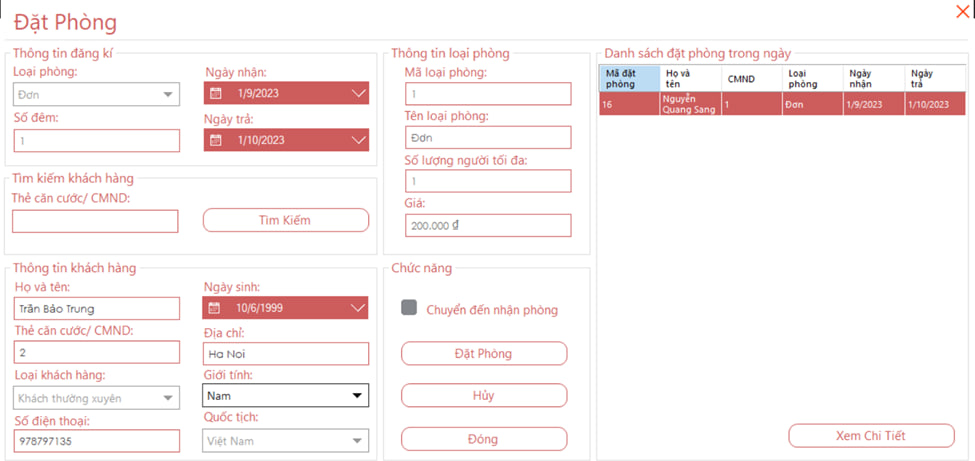 Đặt Phòng
Thông tin đăng kí
Loại phòng:
Đơn
Số đêm:
1
Ngày nhận:
1/9/2023
Ngày trả:
1/10/2023
Tìm kiếm khách hàng
Thẻ căn cước/ CMND:
Tìm Kiếm
Thông tin khách hàng
Họ và tên:
Trần Bảo Trung
Thẻ căn cước/ CMND:
2
Loại khách hàng:
Khách thường xuyên
Số điện thoại:
978797135
Ngày sinh:
10/6/1999
Địa chỉ:
Ha Noi
Giới tính:
Nam
Quốc tịch:
Việt Nam
Thông tin loại phòng
Mã loại phòng:
1
Tên loại phòng:
Đơn
Số lượng người tối đa:
1
Giá:
200.000 ₫
Chức năng
Chuyển đến nhận phòng
Đặt Phòng
Hủy
Đóng
Danh sách đặt phòng trong ngày
Mã đặt phòng Họ và tên CMND Loại phòng Ngày nhận Ngày trả
16 Nguyễn Quang Sang 1 Đơn 1/9/2023 1/10/2023
Xem Chi Tiết